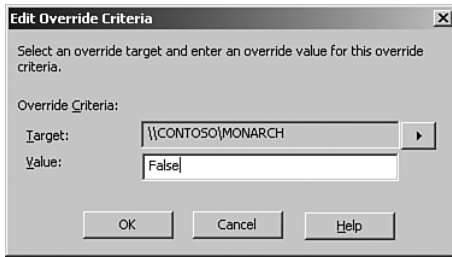 Edit Override Criteria
Select an override target and enter an override value for this override
criteria.
Override Criteria:
Target:
\\CONTOSO\MONARCH
Value:
False
OK
Cancel
Help